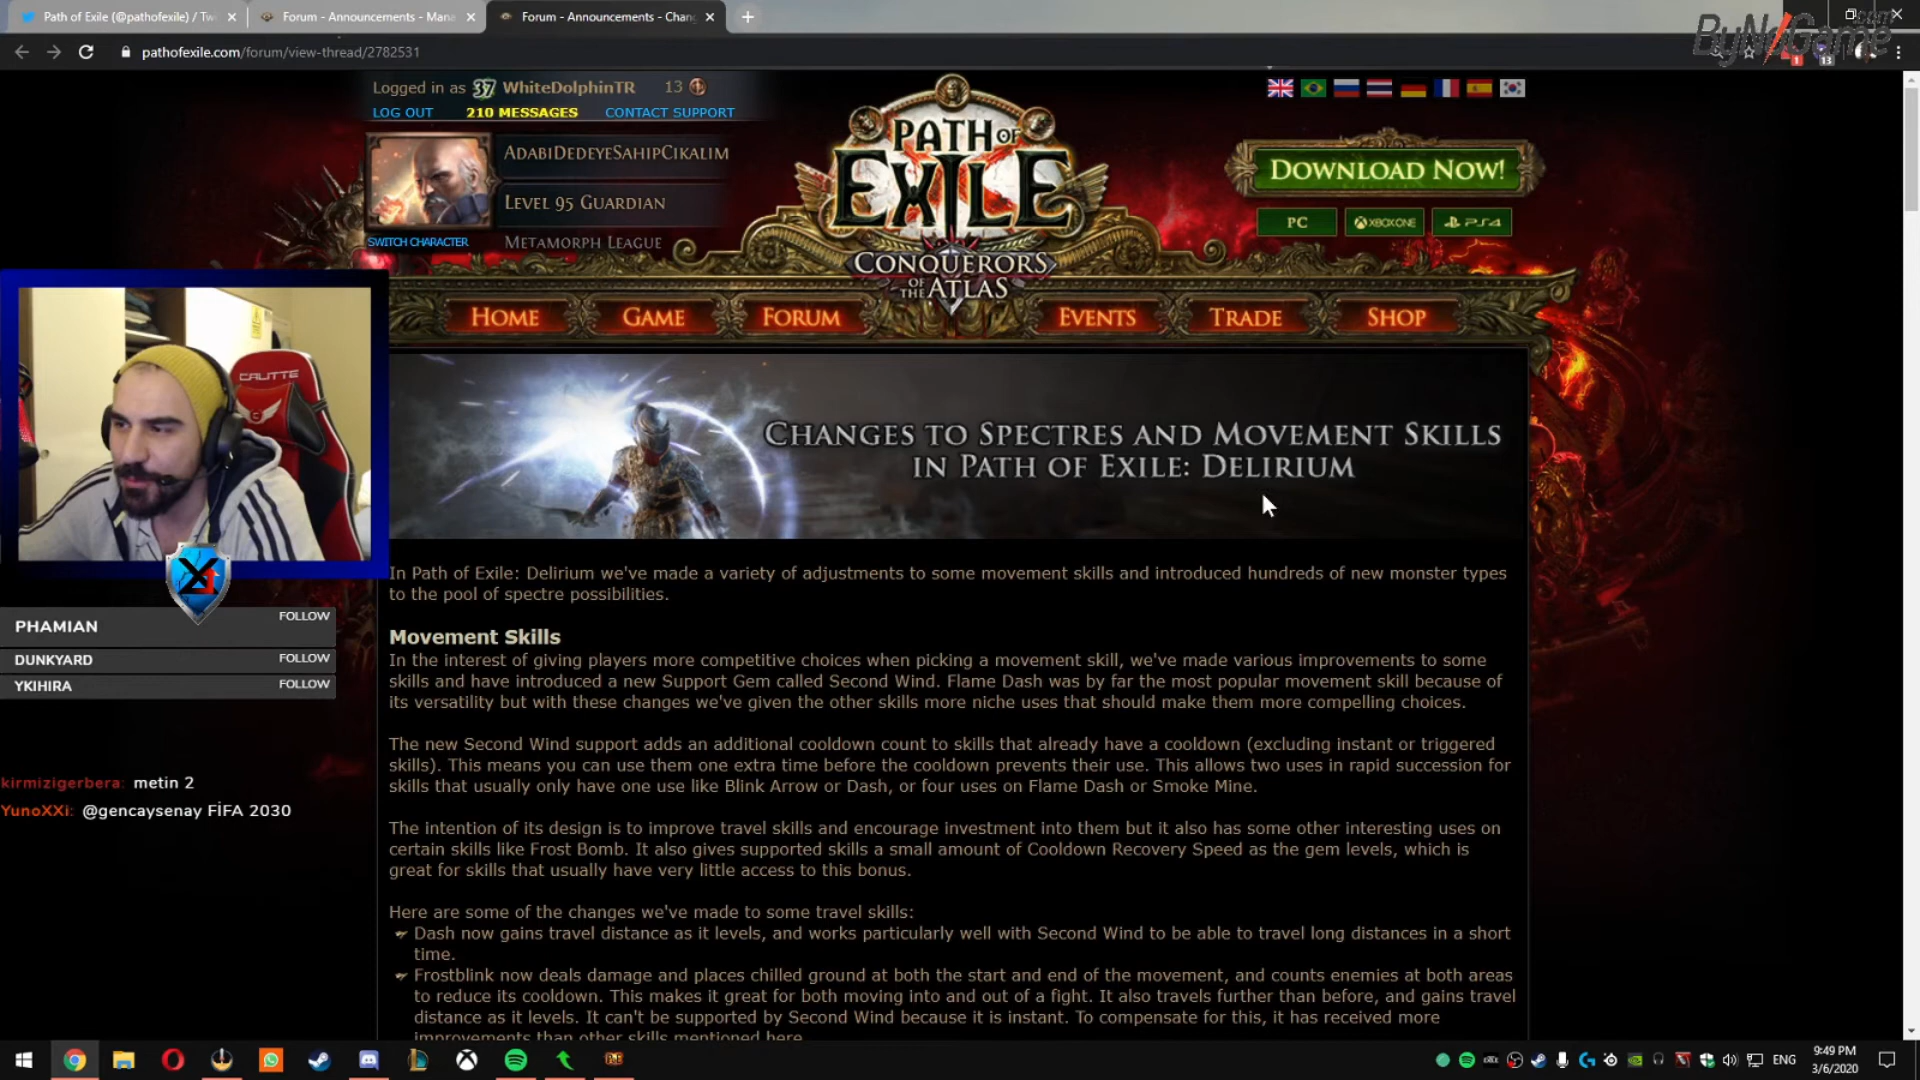 Path of Exile (@pathofexile) / Tw
Forum - Announcements - Mana
Forum - Announcements - Chan
ByNoGame.com
pathofexile.com/forum/view-thread/2782531
Logged in as WhiteDolphinTR 13
LOG OUT 210 MESSAGES CONTACT SUPPORT
AdabiDedeyeSahipCikalim
Level 95 Guardian
SWITCH CHARACTER Metamorph League
PATH OF EXILE
CONQUERORS OF THE ATLAS
DOWNLOAD NOW!
PC XBOX ONE PS4
HOME GAME FORUM EVENTS TRADE SHOP
CHANGES TO SPECTRES AND MOVEMENT SKILLS
IN PATH OF EXILE: DELIRIUM
In Path of Exile: Delirium we've made a variety of adjustments to some movement skills and introduced hundreds of new monster types
to the pool of spectre possibilities.
Movement Skills
In the interest of giving players more competitive choices when picking a movement skill, we've made various improvements to some
skills and have introduced a new Support Gem called Second Wind. Flame Dash was by far the most popular movement skill because of
its versatility but with these changes we've given the other skills more niche uses that should make them more compelling choices.
The new Second Wind support adds an additional cooldown count to skills that already have a cooldown (excluding instant or triggered
skills). This means you can use them one extra time before the cooldown prevents their use. This allows two uses in rapid succession for
skills that usually only have one use like Blink Arrow or Dash, or four uses on Flame Dash or Smoke Mine.
The intention of its design is to improve travel skills and encourage investment into them but it also has some other interesting uses on
certain skills like Frost Bomb. It also gives supported skills a small amount of Cooldown Recovery Speed as the gem levels, which is
great for skills that usually have very little access to this bonus.
Here are some of the changes we've made to some travel skills:
Dash now gains travel distance as it levels, and works particularly well with Second Wind to be able to travel long distances in a short
time.
Frostblink now deals damage and places chilled ground at both the start and end of the movement, and counts enemies at both areas
to reduce its cooldown. This makes it great for both moving into and out of a fight. It also travels further than before, and gains travel
distance as it levels. It can't be supported by Second Wind because it is instant. To compensate for this, it has received more
improvements than other skills mentioned here.
PHAMIAN FOLLOW
DUNKYARD FOLLOW
YKIHIRA FOLLOW
kirmizigerbera: metin 2
YunoXXi: @gencaysenay FİFA 2030
ENG
9:49 PM
3/6/2020